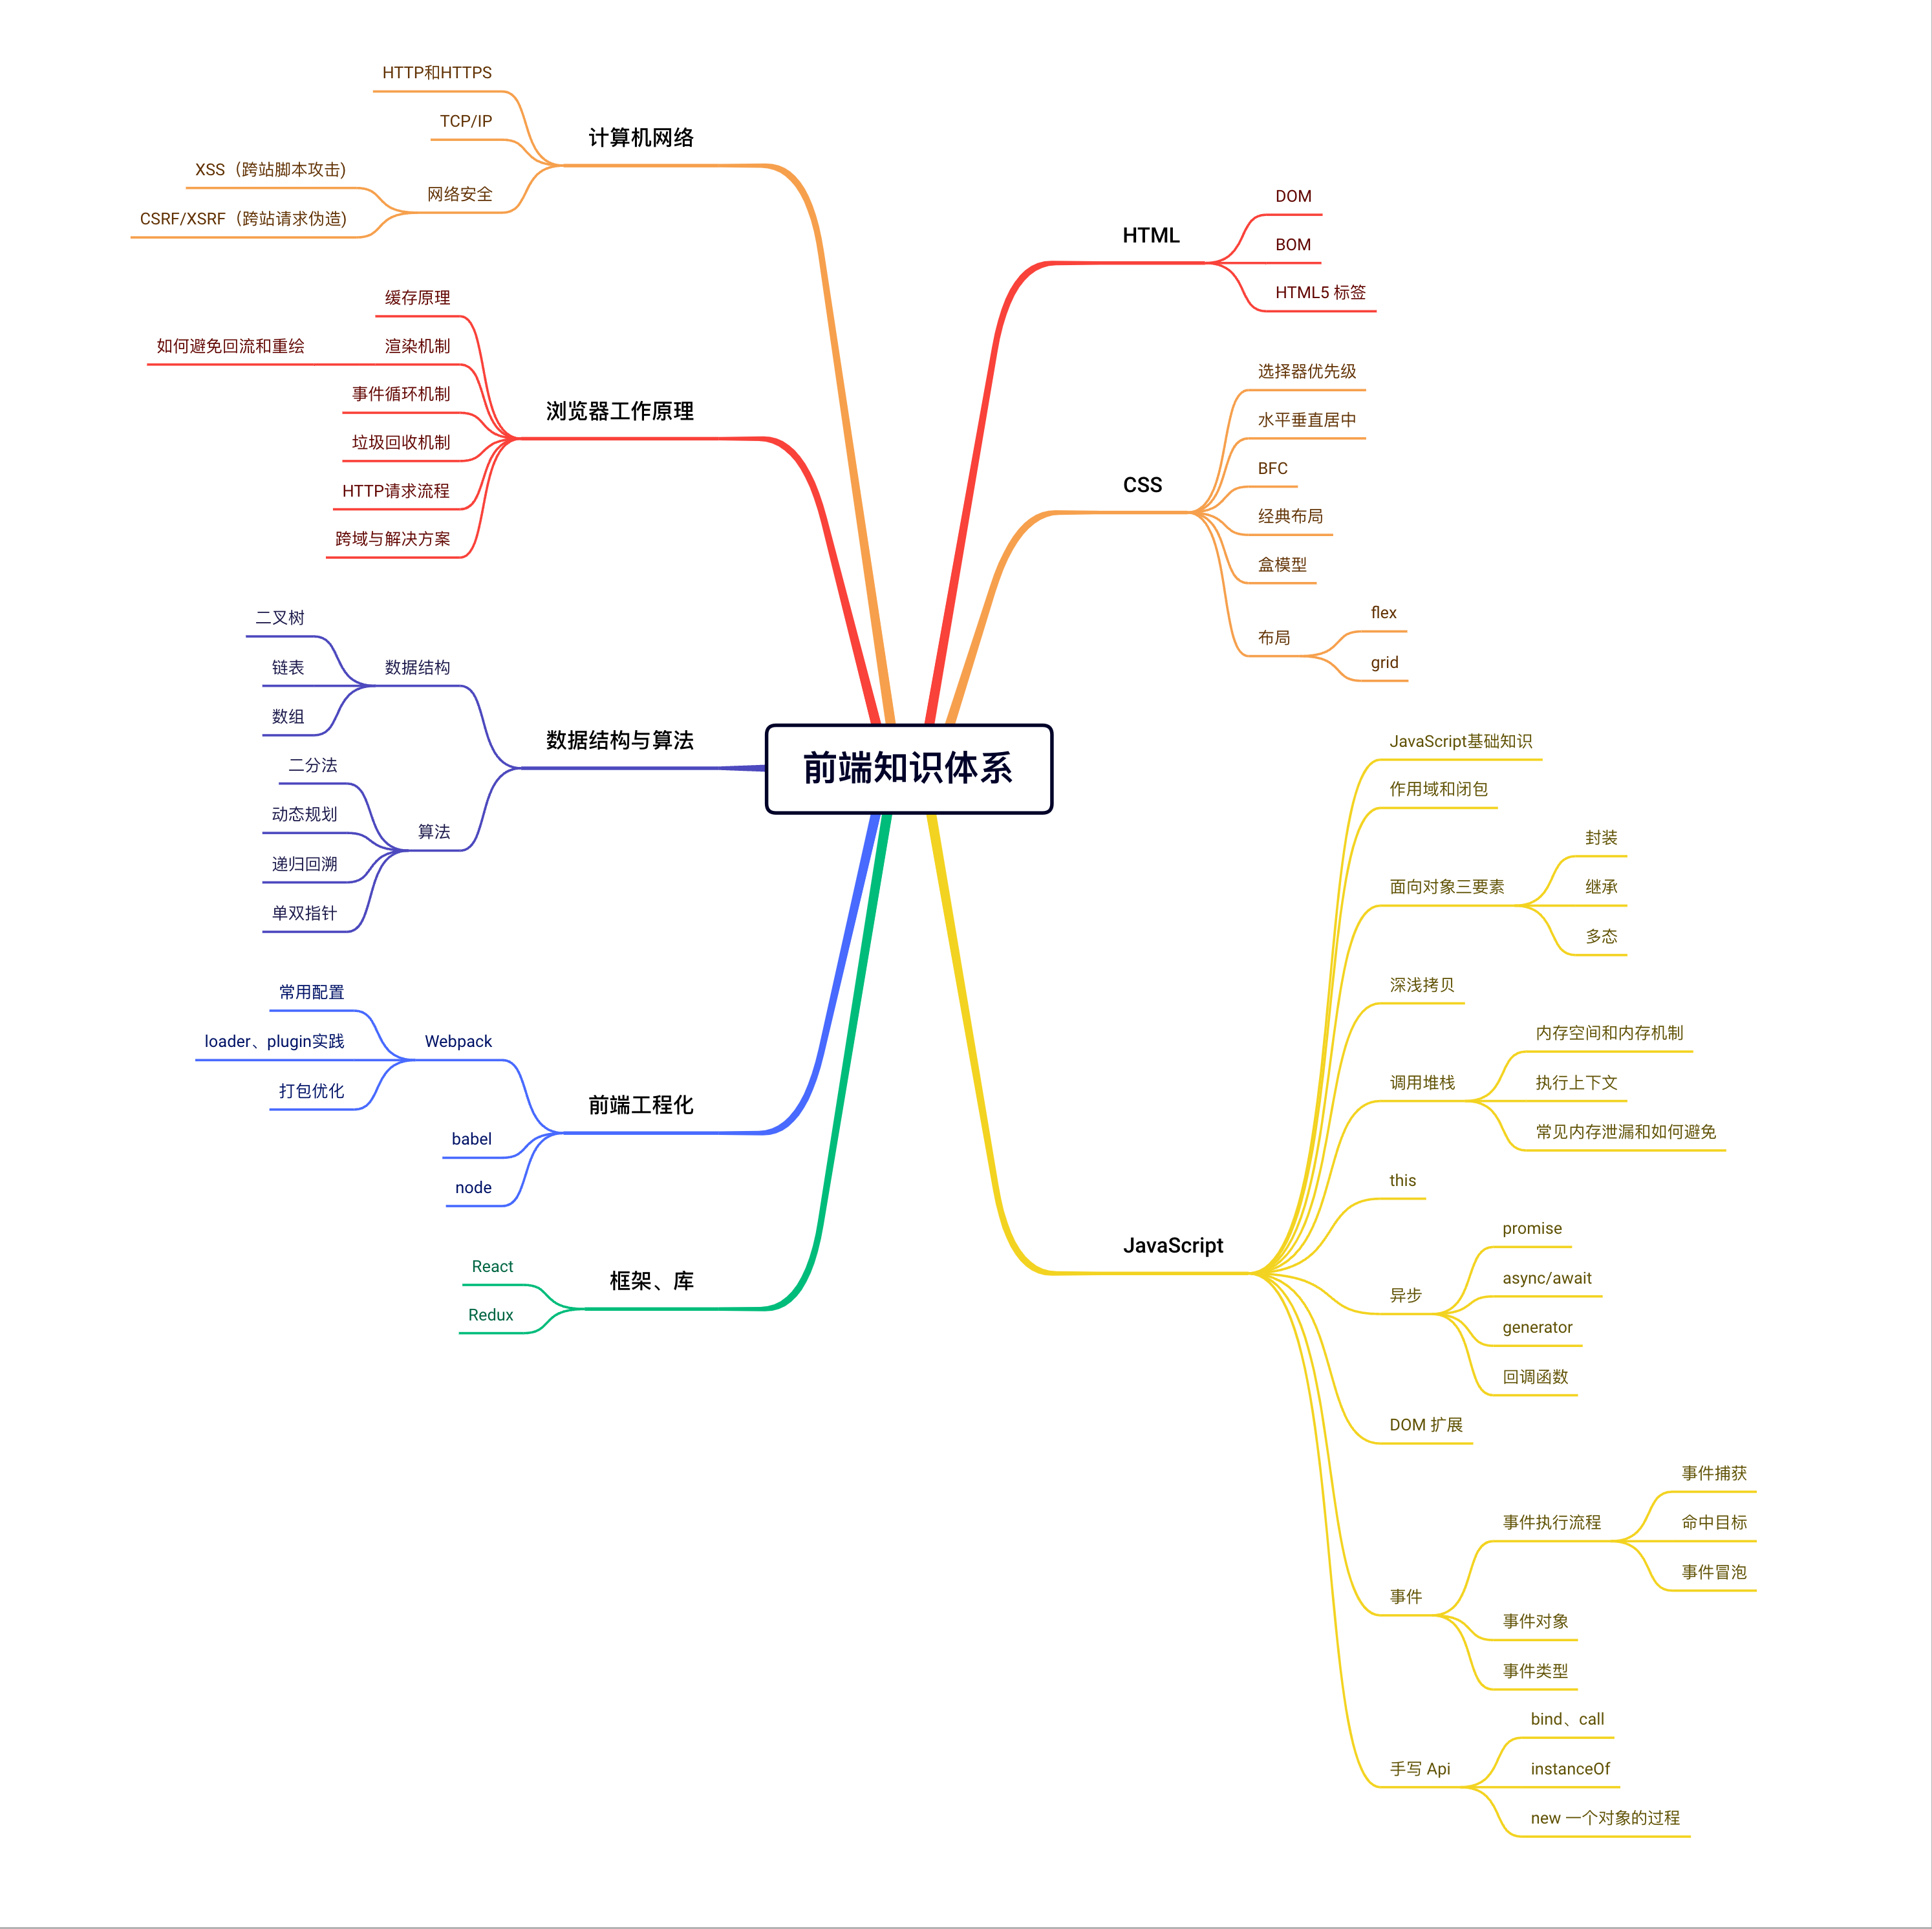 前端知识体系
HTML
DOM
BOM
HTML5 标签
CSS
选择器优先级
水平垂直居中
BFC
经典布局
盒模型
布局
flex
grid
JavaScript
JavaScript基础知识
作用域和闭包
面向对象三要素
封装
继承
多态
深浅拷贝
调用堆栈
内存空间和内存机制
执行上下文
常见内存泄漏和如何避免
this
异步
promise
async/await
generator
回调函数
DOM 扩展
事件
事件执行流程
事件捕获
命中目标
事件冒泡
事件对象
事件类型
手写 Api
bind、call
instanceOf
new 一个对象的过程
计算机网络
HTTP和HTTPS
TCP/IP
网络安全
XSS（跨站脚本攻击)
CSRF/XSRF（跨站请求伪造)
浏览器工作原理
缓存原理
渲染机制
如何避免回流和重绘
事件循环机制
垃圾回收机制
HTTP请求流程
跨域与解决方案
数据结构与算法
数据结构
二叉树
链表
数组
算法
二分法
动态规划
递归回溯
单双指针
前端工程化
Webpack
常用配置
loader、plugin实践
打包优化
babel
node
框架、库
React
Redux